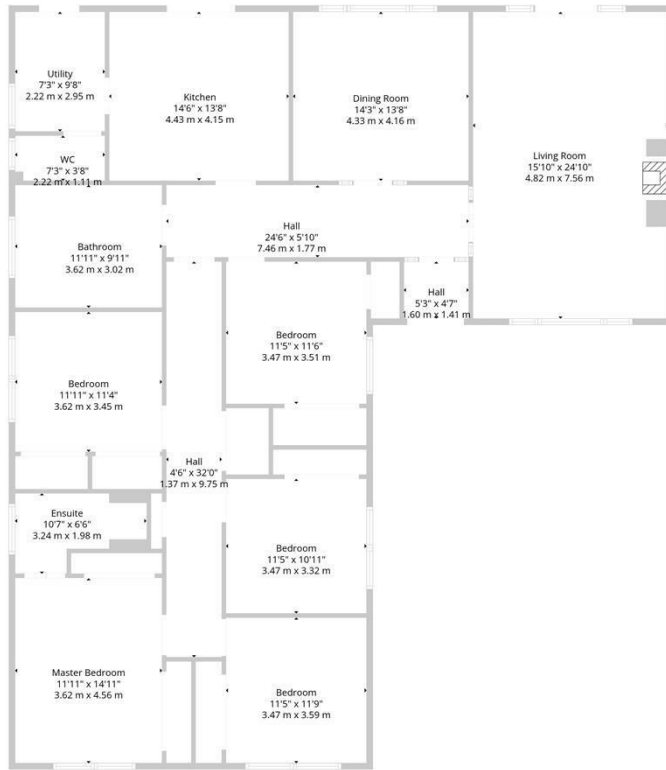 Utility
7'3" x 9'8"
2.22 m x 2.95 m
Kitchen
14'6" x 13'8"
4.43 m x 4.15 m
Dining Room
14'3" x 13'8"
4.33 m x 4.16 m
Living Room
15'10" x 24'10"
4.82 m x 7.56 m
WC
7'3" x 3'8"
2.22 m x 1.11 m
Hall
24'6" x 5'10"
7.46 m x 1.77 m
Bathroom
11'11" x 9'11"
3.62 m x 3.02 m
Hall
5'3" x 4'7"
1.60 m x 1.41 m
Bedroom
11'5" x 11'6"
3.47 m x 3.51 m
Bedroom
11'11" x 11'4"
3.62 m x 3.45 m
Hall
4'6" x 32'0"
1.37 m x 9.75 m
Ensuite
10'7" x 6'6"
3.24 m x 1.98 m
Bedroom
11'5" x 10'11"
3.47 m x 3.32 m
Master Bedroom
11'11" x 14'11"
3.62 m x 4.56 m
Bedroom
11'5" x 11'9"
3.47 m x 3.59 m